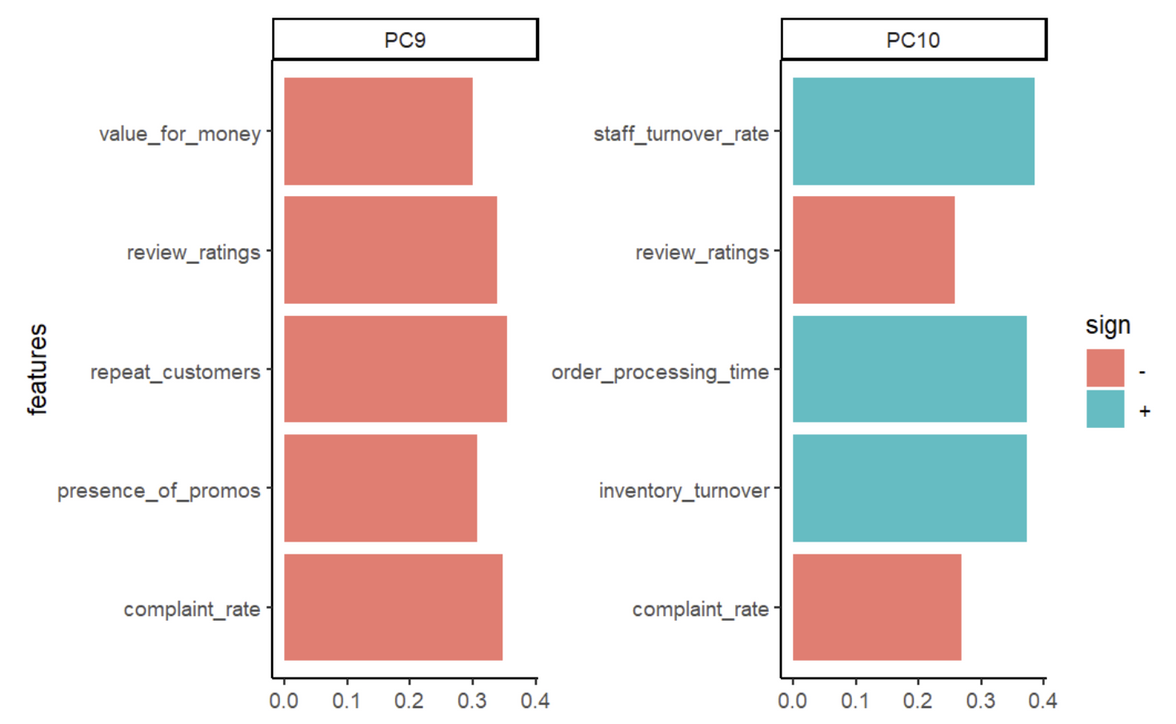 PC9
PC10
features
value_for_money
review_ratings
repeat_customers
presence_of_promos
complaint_rate
0.0 0.1 0.2 0.3 0.4
staff_turnover_rate
review_ratings
order_processing_time
inventory_turnover
complaint_rate
0.0 0.1 0.2 0.3 0.4
sign
-
+